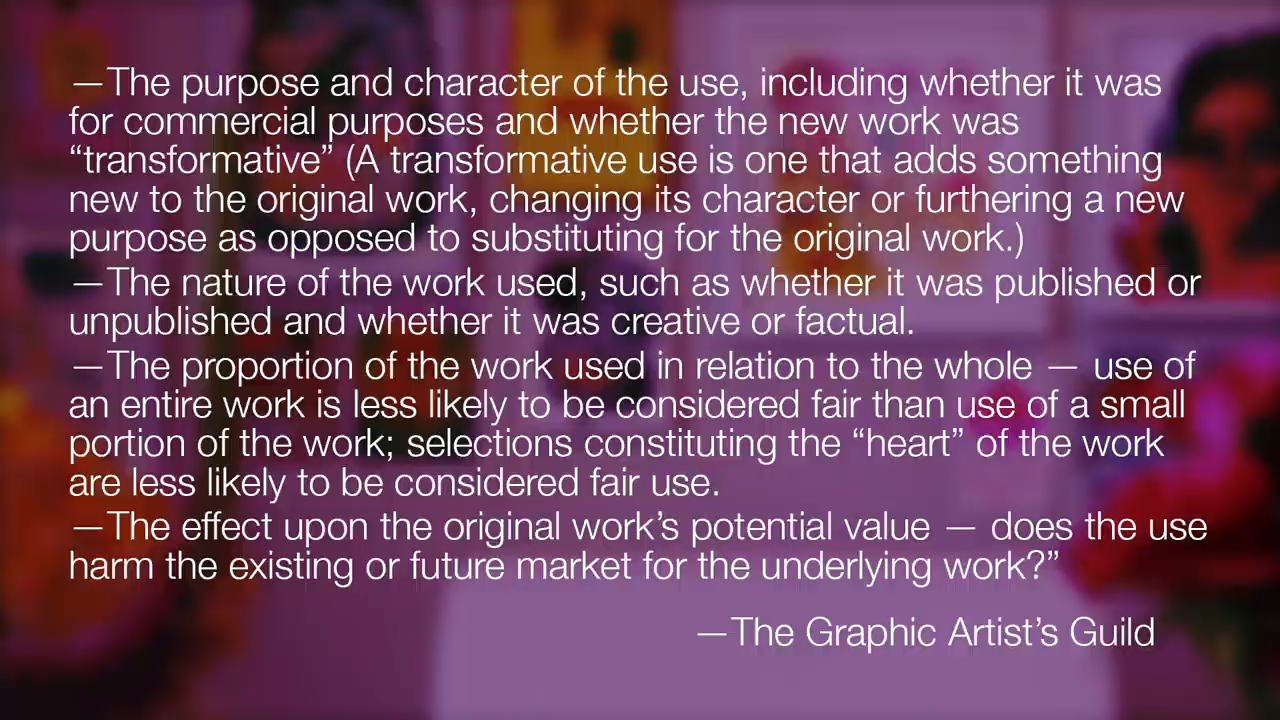 —The purpose and character of the use, including whether it was
for commercial purposes and whether the new work was
“transformative” (A transformative use is one that adds something
new to the original work, changing its character or furthering a new
purpose as opposed to substituting for the original work.)
—The nature of the work used, such as whether it was published or
unpublished and whether it was creative or factual.
—The proportion of the work used in relation to the whole — use of
an entire work is less likely to be considered fair than use of a small
portion of the work; selections constituting the “heart” of the work
are less likely to be considered fair use.
—The effect upon the original work’s potential value — does the use
harm the existing or future market for the underlying work?”
—The Graphic Artist’s Guild